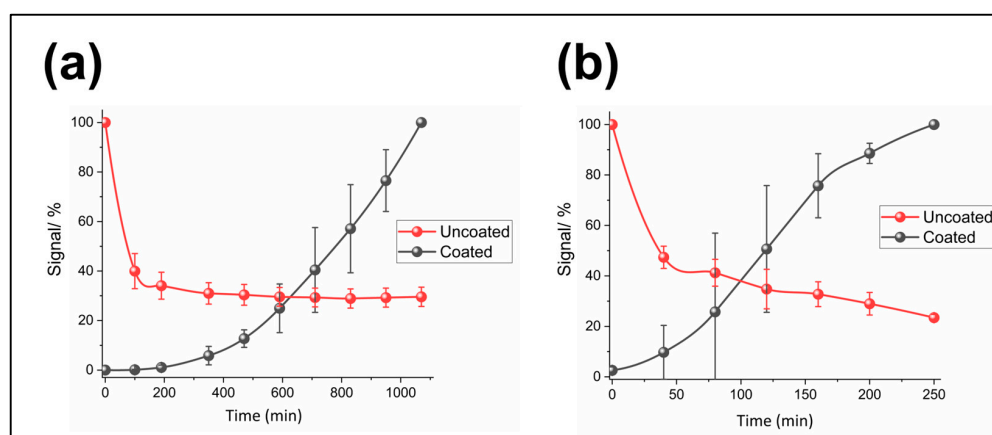 (a)
(b)
100
80
60
40
20
0
Signal/ %
Uncoated
Coated
0 200 400 600 800 1000
Time (min)
100
80
60
40
20
0
Signal/ %
Uncoated
Coated
0 50 100 150 200 250
Time (min)